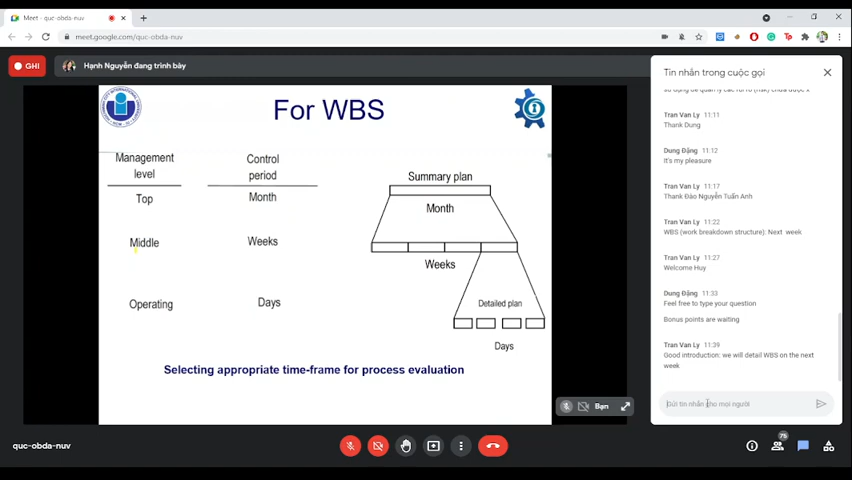 Meet - quc-obda-nuv
meet.google.com/quc-obda-nuv
GHI
Hạnh Nguyễn đang trình bày
For WBS
Management
level
Control
period
Top
Month
Middle
Weeks
Operating
Days
Summary plan
Month
Weeks
Detailed plan
Days
Selecting appropriate time-frame for process evaluation
Bạn
Tin nhắn trong cuộc gọi
Tran Van Ly 11:11
Thank Dung
Dung Đặng 11:12
It's my pleasure
Tran Van Ly 11:17
Thank Đào Nguyễn Tuấn Anh
Tran Van Ly 11:22
WBS (work breakdown structure): Next week
Tran Van Ly 11:27
Welcome Huy
Dung Đặng 11:33
Feel free to type your question
Bonus points are waiting
Tran Van Ly 11:39
Good introduction: we will detail WBS on the next
week
Gửi tin nhắn cho mọi người
quc-obda-nuv
75